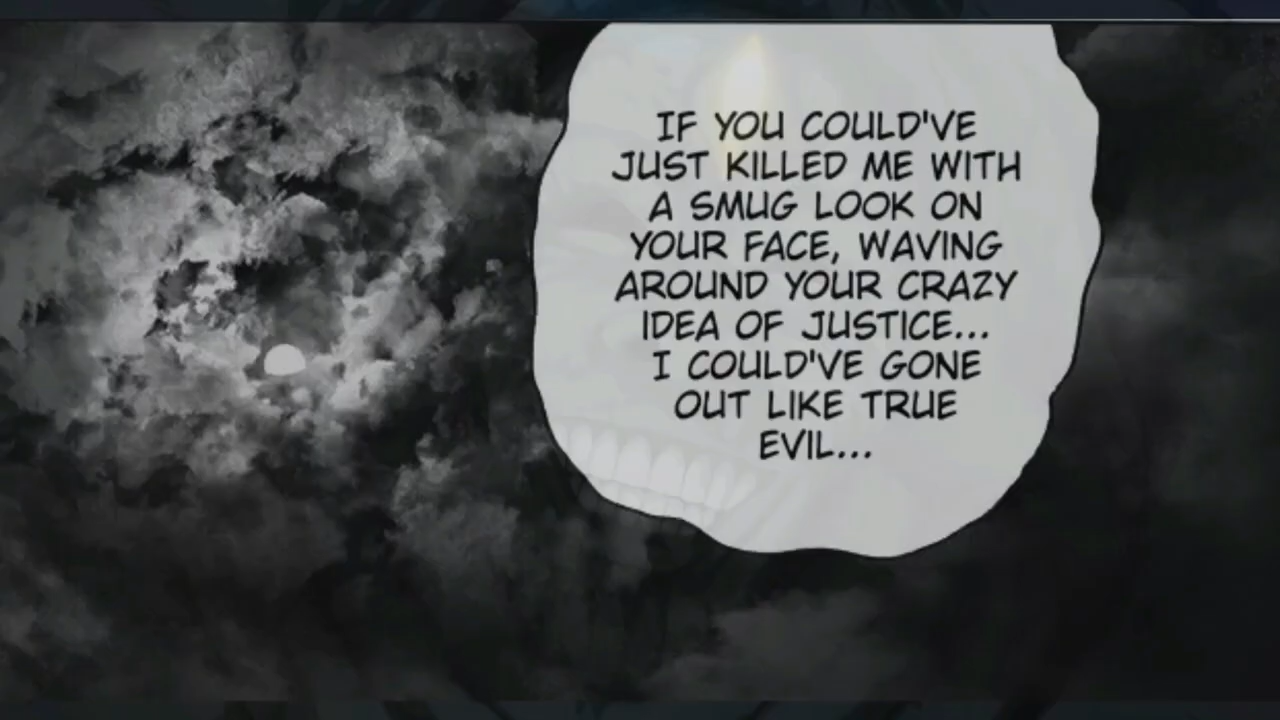 IF YOU COULD'VE
JUST KILLED ME WITH
A SMUG LOOK ON
YOUR FACE, WAVING
AROUND YOUR CRAZY
IDEA OF JUSTICE...
I COULD'VE GONE
OUT LIKE TRUE
EVIL...